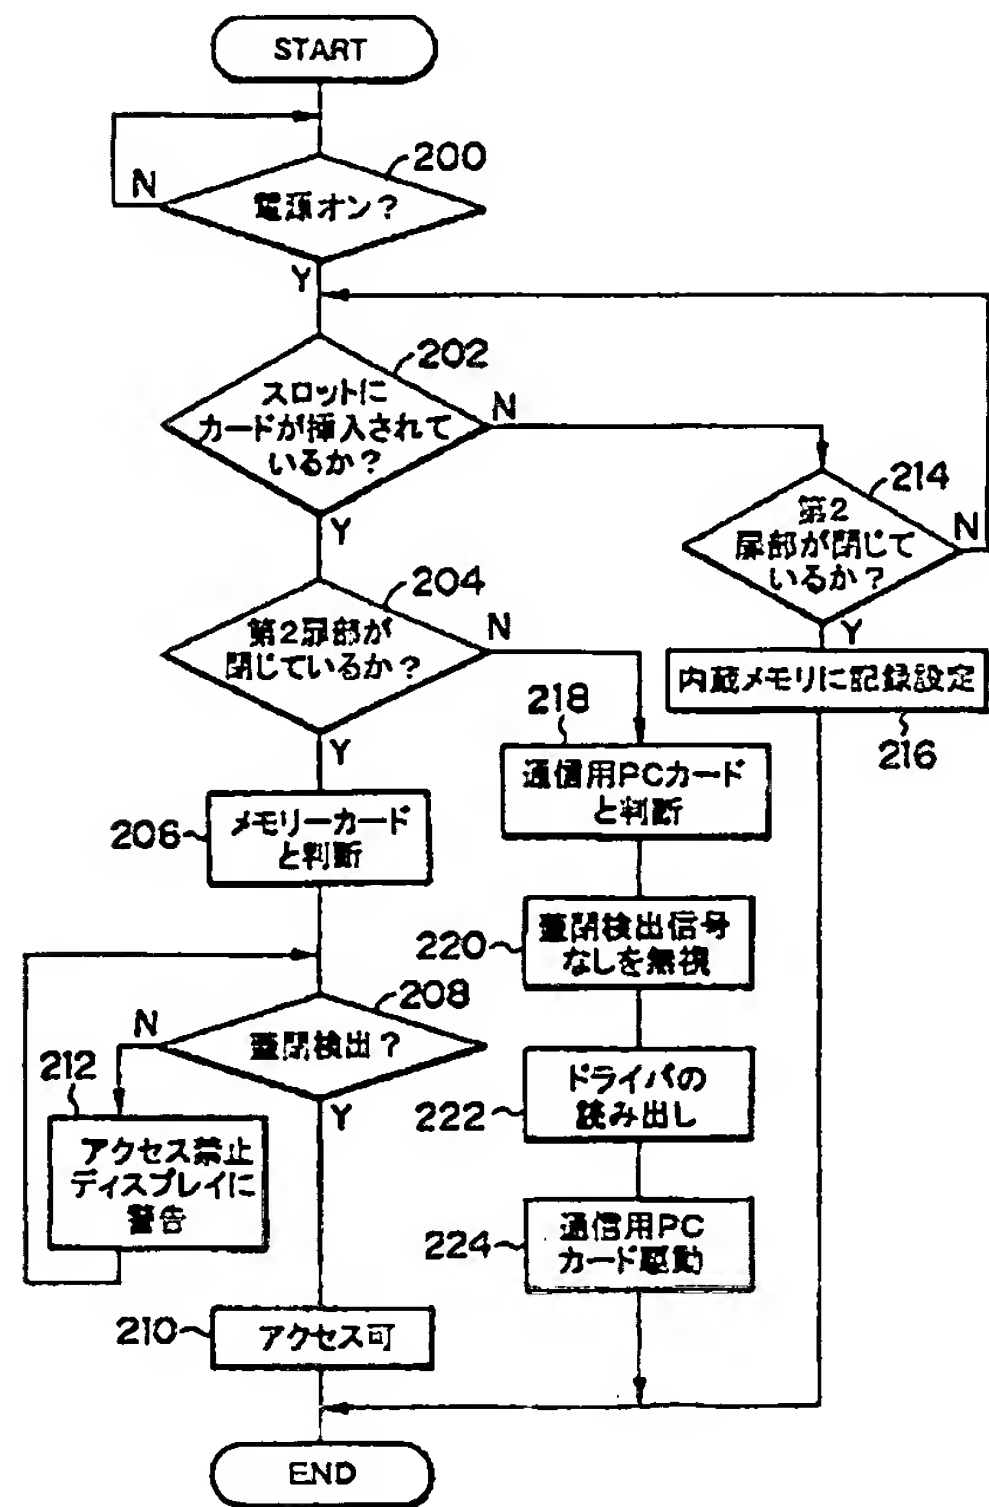 START
200
N
電源オン？
Y
202
スロットに
カードが挿入されて
いるか？
N
Y
214
第2
扉部が閉じて
いるか？
N
Y
204
第2扉部が
閉じているか？
N
Y
内蔵メモリに記録設定
216
218
通信用PCカード
と判断
206
メモリーカード
と判断
220
蓋閉検出信号
なしを無視
208
N
蓋閉検出？
Y
212
アクセス禁止
ディスプレイに
警告
222
ドライバの
読み出し
224
通信用PC
カード駆動
210
アクセス可
END